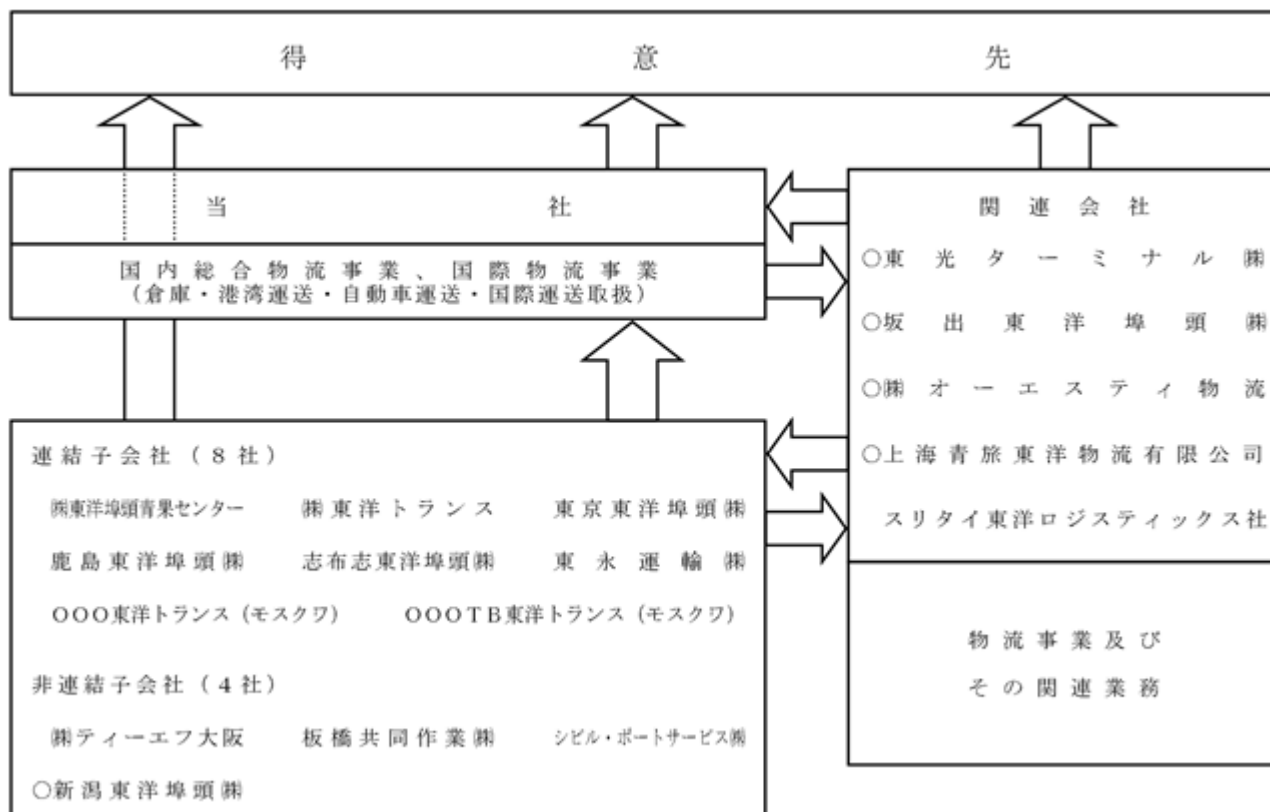 得意先
当社
国内総合物流事業、国際物流事業
(倉庫・港湾運送・自動車運送・国際運送取扱)
連結子会社(8社)
㈱東洋埠頭青果センター ㈱東洋トランス 東京東洋埠頭㈱
鹿島東洋埠頭㈱ 志布志東洋埠頭㈱ 東永運輸㈱
OOO東洋トランス(モスクワ) OOOTB東洋トランス(モスクワ)
非連結子会社(4社)
㈱ティーエフ大阪 板橋共同作業㈱ シビル・ポートサービス㈱
○新潟東洋埠頭㈱
関連会社
○東光ターミナル㈱
○坂出東洋埠頭㈱
○㈱オーエスティ物流
○上海青旅東洋物流有限公司
スリタイ東洋ロジスティックス社
物流事業及び
その関連業務